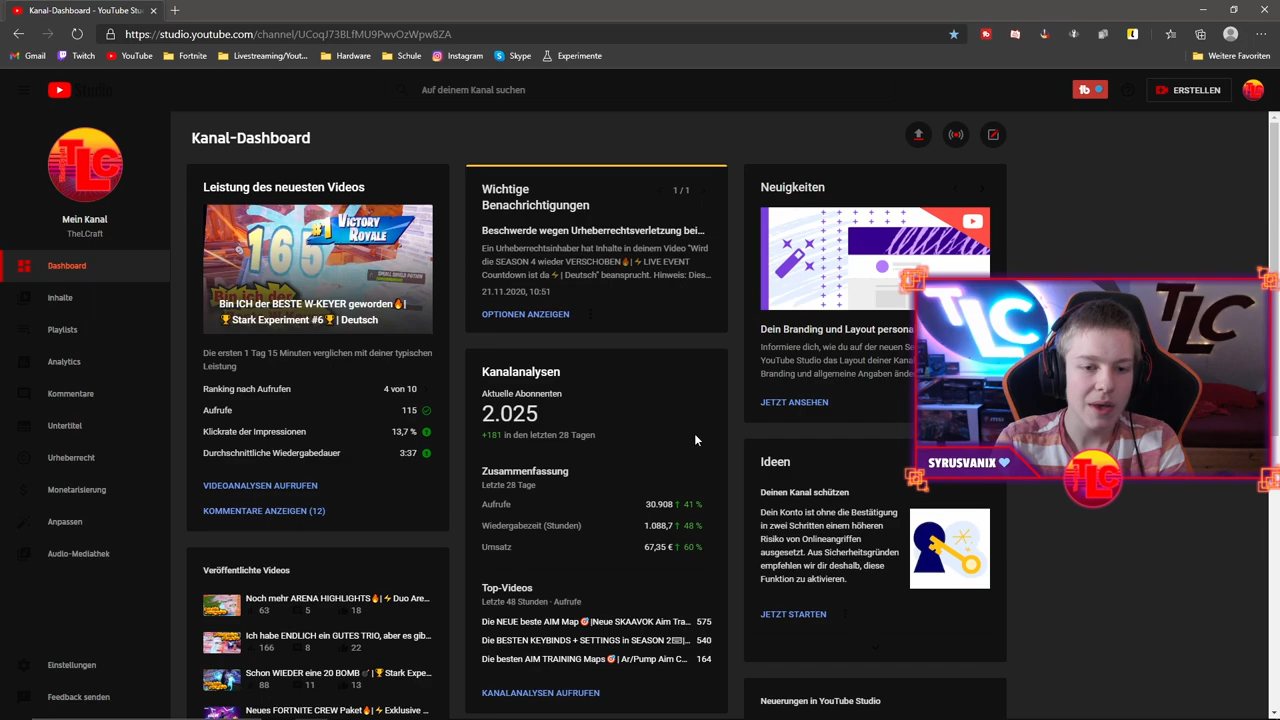 Kanal-Dashboard - YouTube Stu
https://studio.youtube.com/channel/UCoqJ738LfMU9PwvOzWpw8ZA
Gmail
Twitch
YouTube
Fortnite
Livestreaming/Yout...
Hardware
Schule
Instagram
Skype
Experimente
Weitere Favoriten
Studio
Auf deinem Kanal suchen
tb
ERSTELLEN
TLC
Mein Kanal
TheLCraft
Dashboard
Inhalte
Playlists
Analytics
Kommentare
Untertitel
Urheberrecht
Monetarisierung
Anpassen
Audio-Mediathek
Einstellungen
Feedback senden
Kanal-Dashboard
Leistung des neuesten Videos
165
#1 VICTORY ROYALE
SMALL SHIELD POTION
Bin ICH der BESTE W-KEYER geworden🔥|
🏆Stark Experiment #6🏆| Deutsch
Die ersten 1 Tag 15 Minuten verglichen mit deiner typischen
Leistung
Ranking nach Aufrufen 4 von 10
Aufrufe 115
Klickrate der Impressionen 13,7 %
Durchschnittliche Wiedergabedauer 3:37
VIDEOANALYSEN AUFRUFEN
KOMMENTARE ANZEIGEN (12)
Veröffentlichte Videos
Noch mehr ARENA HIGHLIGHTS🔥|⚡Duo Are...
63 5 18
Ich habe ENDLICH ein GUTES TRIO, aber es gib...
166 8 22
Schon WIEDER eine 20 BOMB💣|🏆Stark Expe...
88 11 13
Neues FORTNITE CREW Paket🔥|⚡Exklusive ...
Wichtige
Benachrichtigungen
1 / 1
Beschwerde wegen Urheberrechtsverletzung bei...
Ein Urheberrechtsinhaber hat Inhalte in deinem Video "Wird
die SEASON 4 wieder VERSCHOBEN🔥|⚡LIVE EVENT
Countdown ist da⚡| Deutsch" beansprucht. Hinweis: Dies...
21.11.2020, 10:51
OPTIONEN ANZEIGEN
Kanalanalysen
Aktuelle Abonnenten
2.025
+181 in den letzten 28 Tagen
Zusammenfassung
Letzte 28 Tage
Aufrufe 30.908 ↑ 41 %
Wiedergabezeit (Stunden) 1.088,7 ↑ 48 %
Umsatz 67,35 € ↑ 60 %
Top-Videos
Letzte 48 Stunden · Aufrufe
Die NEUE beste AIM Map🎯|Neue SKAAVOK Aim Tra... 575
Die BESTEN KEYBINDS + SETTINGS in SEASON 2⌨️|... 540
Die besten AIM TRAINING Maps🎯| Ar/Pump Aim C... 164
KANALANALYSEN AUFRUFEN
Neuigkeiten
Dein Branding und Layout persona
Informiere dich, wie du auf der neuen Se
YouTube Studio das Layout deiner Kana
Branding und allgemeine Angaben ände
JETZT ANSEHEN
Ideen
Deinen Kanal schützen
Dein Konto ist ohne die Bestätigung
in zwei Schritten einem höheren
Risiko von Onlineangriffen
ausgesetzt. Aus Sicherheitsgründen
empfehlen wir dir deshalb, diese
Funktion zu aktivieren.
JETZT STARTEN
Neuerungen in YouTube Studio
TLC
TLC
SYRUSVANIX 🩵
TLC